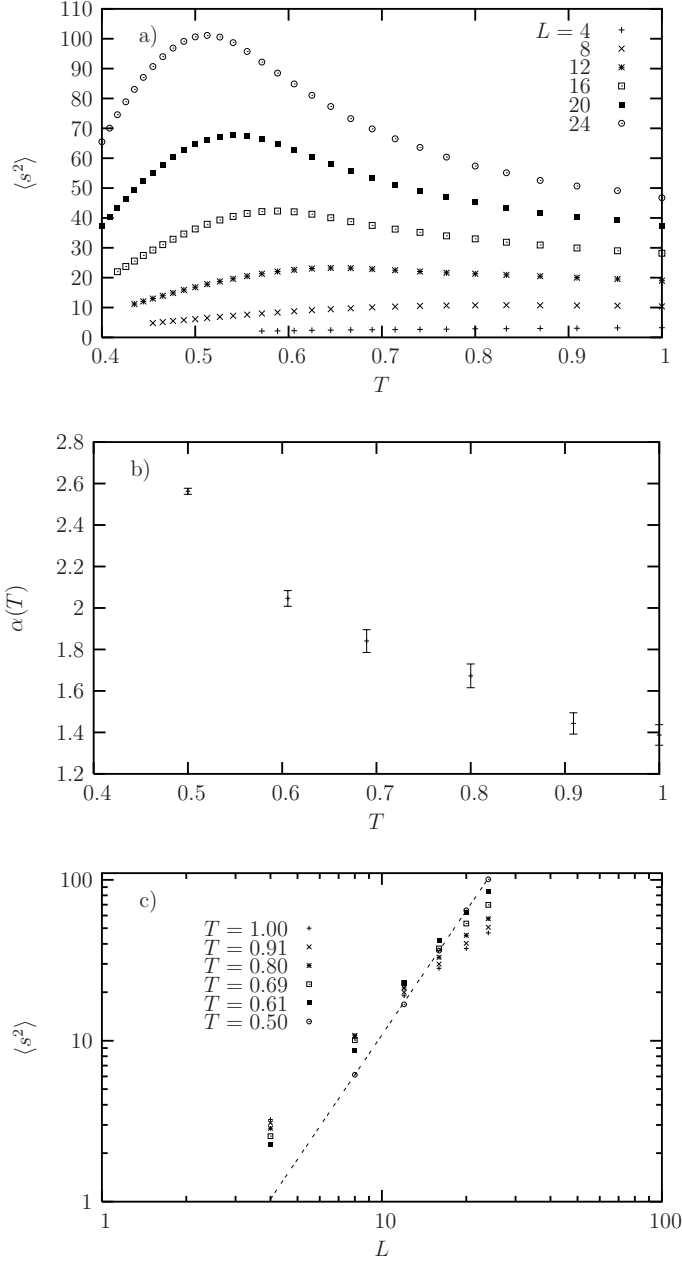 110
100
90
80
70
60
50
40
30
20
10
0
⟨s²⟩
a)
L = 4
8
12
16
20
24
0.4 0.5 0.6 0.7 0.8 0.9 1
T
2.8
2.6
2.4
2.2
2
1.8
1.6
1.4
1.2
α(T)
b)
0.4 0.5 0.6 0.7 0.8 0.9 1
T
100
10
1
⟨s²⟩
c)
T = 1.00
T = 0.91
T = 0.80
T = 0.69
T = 0.61
T = 0.50
1 10 100
L